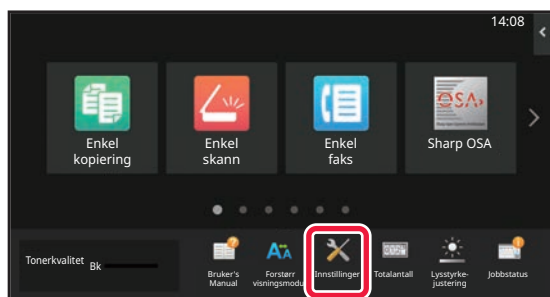 14:08
Enkel
kopiering
Enkel
skann
Enkel
faks
OSA
Sharp OSA
Tonerkvalitet Bk
Bruker's
Manual
Forstørr
visningsmodu
Innstillinger
Totalantall
Lysstyrke-
justering
Jobbstatus